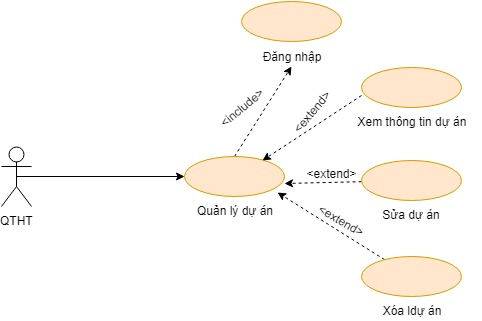 Đăng nhập
<include>
<extend>
Xem thông tin dự án
<extend>
QTHT
Quản lý dự án
Sửa dự án
<extend>
Xóa ldự án